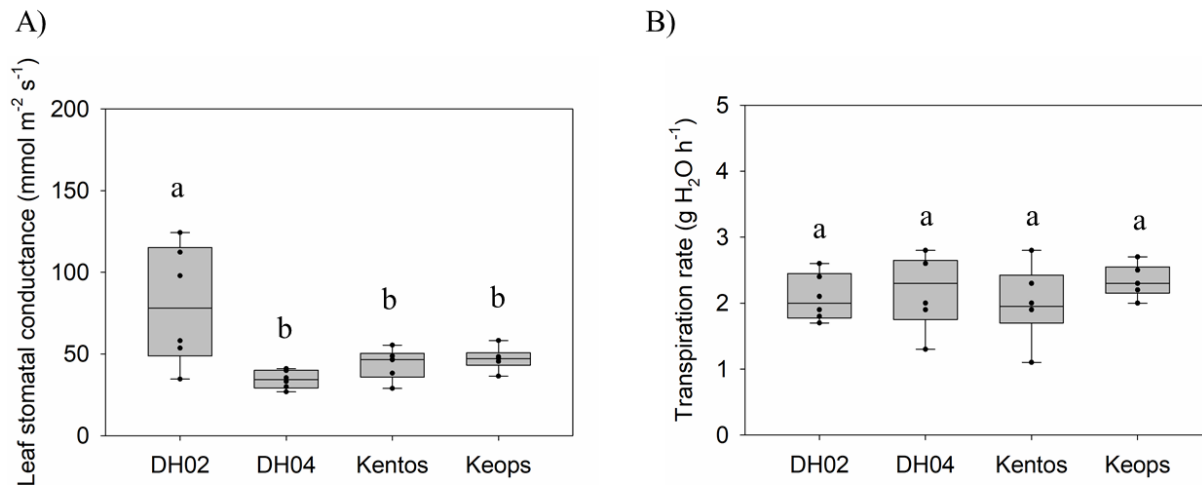 A)
Leaf stomatal conductance (mmol m⁻² s⁻¹)
200
150
100
50
0
a
b
b
b
DH02 DH04 Kentos Keops
B)
Transpiration rate (g H₂O h⁻¹)
5
4
3
2
1
0
a
a
a
a
DH02 DH04 Kentos Keops